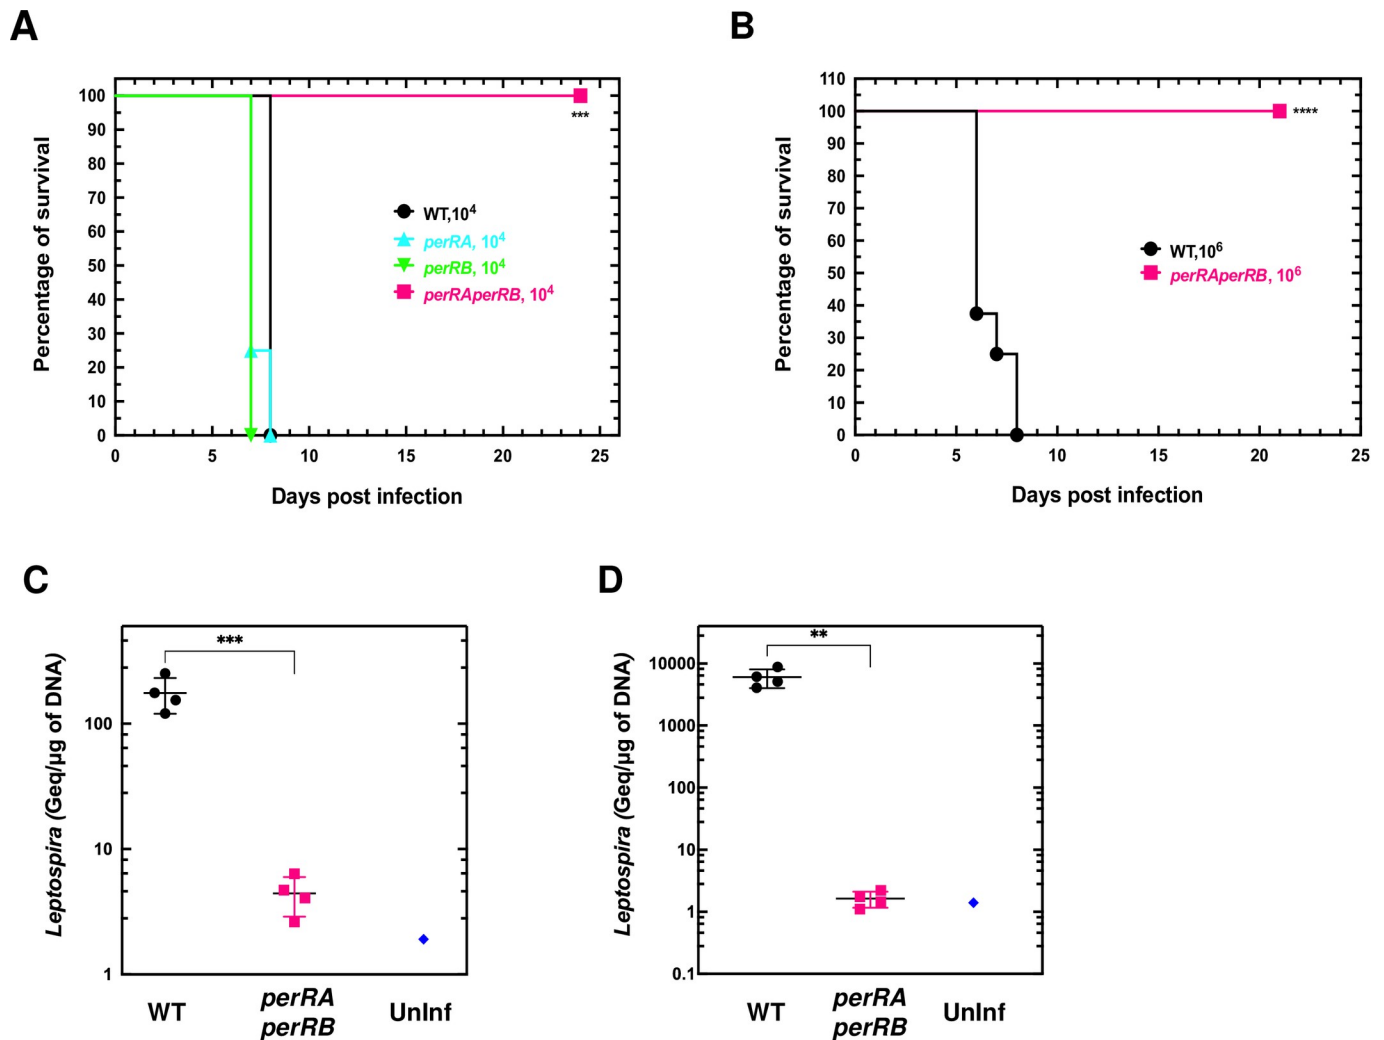 A
Percentage of survival
100
90
80
70
60
50
40
30
20
10
0
0 5 10 15 20 25
Days post infection
***
WT,10⁴
perRA, 10⁴
perRB, 10⁴
perRAperRB, 10⁴
B
Percentage of survival
110
100
90
80
70
60
50
40
30
20
10
0
0 5 10 15 20 25
Days post infection
****
WT,10⁶
perRAperRB, 10⁶
C
Leptospira (Geq/µg of DNA)
100
10
1
***
WT perRA perRB UnInf
D
Leptospira (Geq/µg of DNA)
10000
1000
100
10
1
0.1
**
WT perRA perRB UnInf